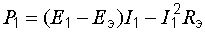 P₁ = (E₁ − Eэ)I₁ − I₁²Rэ